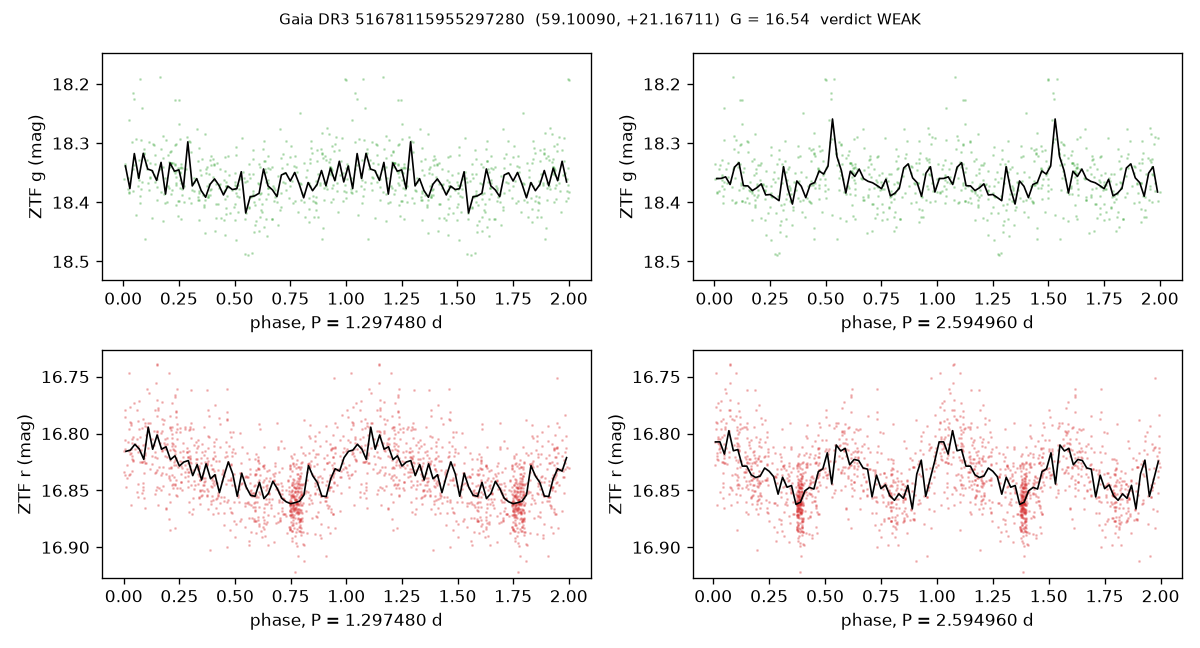 Gaia DR3 51678115955297280 (59.10090, +21.16711) G = 16.54 verdict WEAK
ZTF g (mag)
18.2
18.3
18.4
18.5
0.00 0.25 0.50 0.75 1.00 1.25 1.50 1.75 2.00
phase, P = 1.297480 d
ZTF g (mag)
18.2
18.3
18.4
18.5
0.00 0.25 0.50 0.75 1.00 1.25 1.50 1.75 2.00
phase, P = 2.594960 d
ZTF r (mag)
16.75
16.80
16.85
16.90
0.00 0.25 0.50 0.75 1.00 1.25 1.50 1.75 2.00
phase, P = 1.297480 d
ZTF r (mag)
16.75
16.80
16.85
16.90
0.00 0.25 0.50 0.75 1.00 1.25 1.50 1.75 2.00
phase, P = 2.594960 d